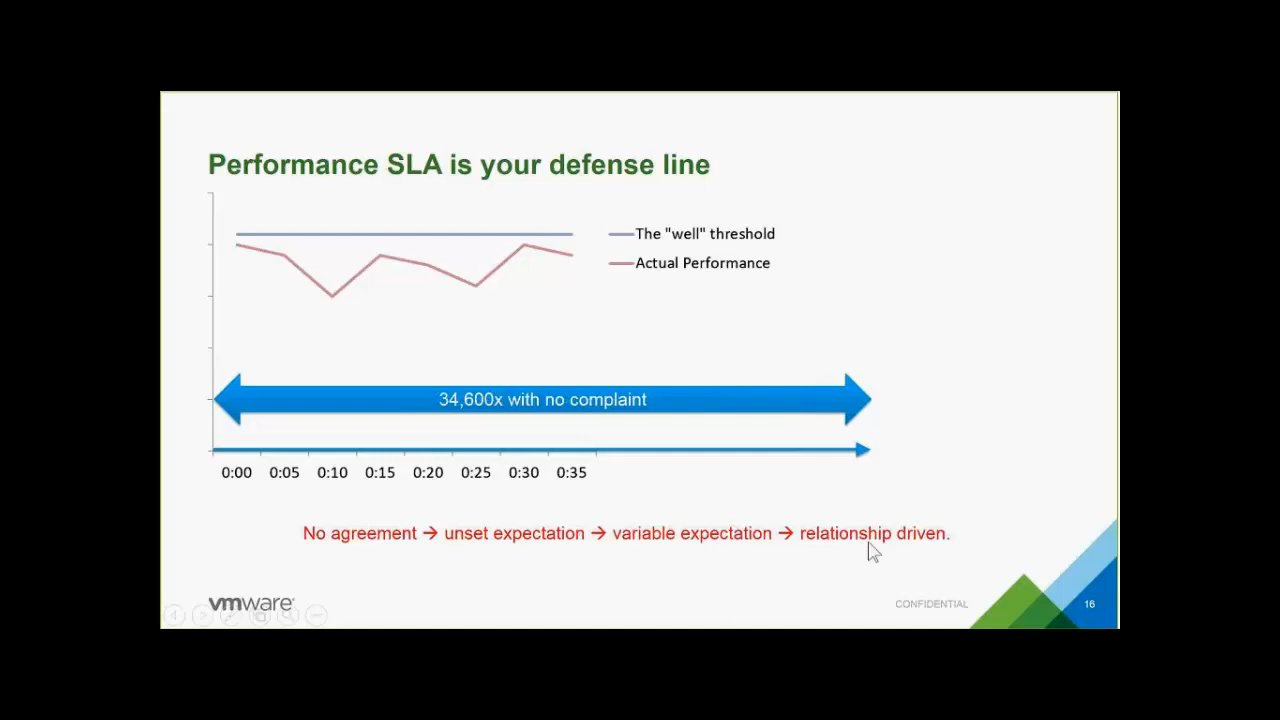 Performance SLA is your defense line
The "well" threshold
Actual Performance
34,600x with no complaint
0:00 0:05 0:10 0:15 0:20 0:25 0:30 0:35
No agreement → unset expectation → variable expectation → relationship driven.
vmware
CONFIDENTIAL
16